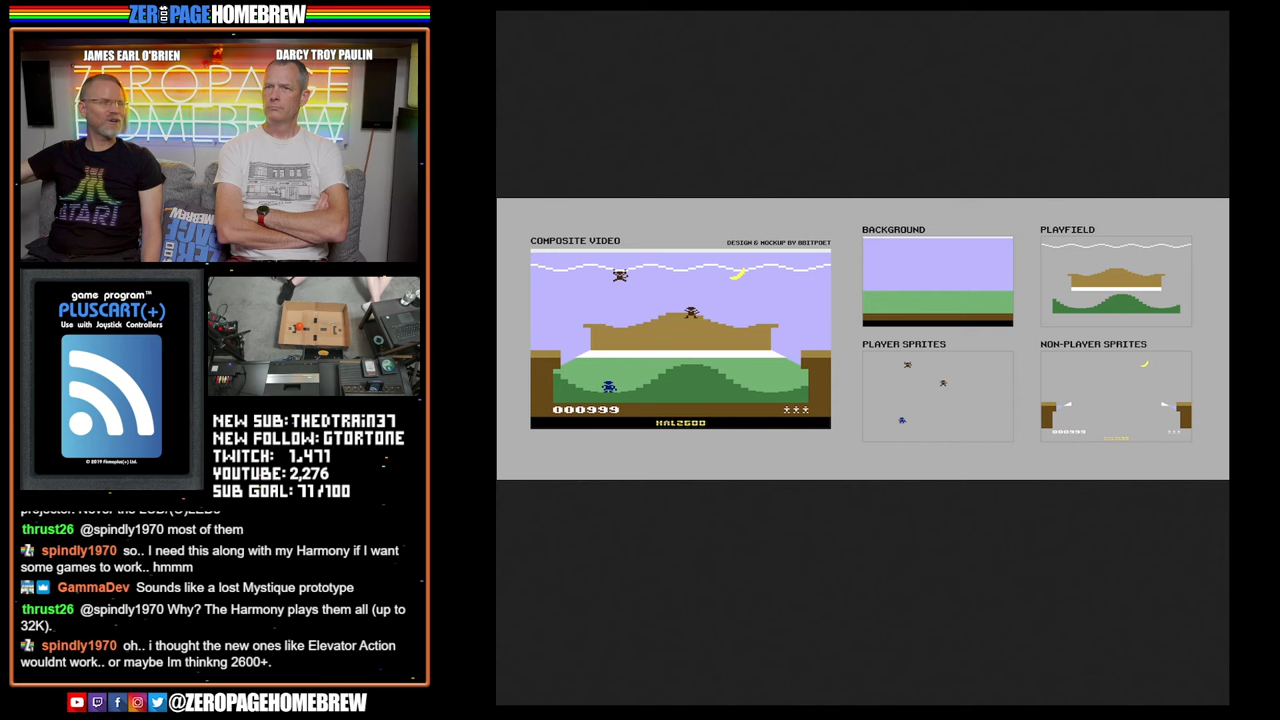 ZEROPAGE HOMEBREW
JAMES EARL O'BRIEN
DARCY TROY PAULIN
ZEROPAGE
HOMEBREW
ATARI
game program™
PLUSCART(+)
Use with Joystick Controllers
NEW SUB: THEDTRAIN37
NEW FOLLOW: GTORTONE
TWITCH: 1,471
YOUTUBE: 2,276
SUB GOAL: 71/100
thrust26 @spindly1970 most of them
spindly1970 so.. I need this along with my Harmony if I want
some games to work.. hmmm
GammaDev Sounds like a lost Mystique prototype
thrust26 @spindly1970 Why? The Harmony plays them all (up to
32K).
spindly1970 oh.. i thought the new ones like Elevator Action
wouldnt work.. or maybe Im thinkng 2600+.
@ZEROPAGEHOMEBREW
COMPOSITE VIDEO
DESIGN & MOCKUP BY 8BITPOET
000999
HAL2600
BACKGROUND
PLAYFIELD
PLAYER SPRITES
NON-PLAYER SPRITES
000999